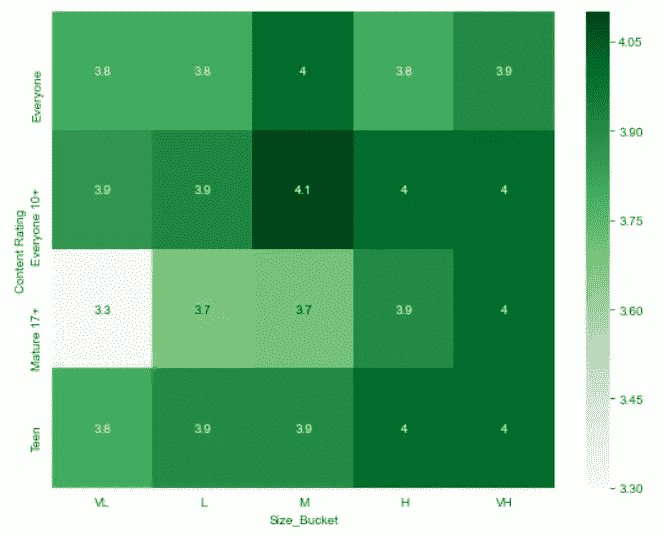 Content Rating
Everyone
3.8 3.8 4 3.8 3.9
Everyone 10+
3.9 3.9 4.1 4 4
Mature 17+
3.3 3.7 3.7 3.9 4
Teen
3.8 3.9 3.9 4 4
VL L M H VH
Size_Bucket
4.05
3.90
3.75
3.60
3.45
3.30